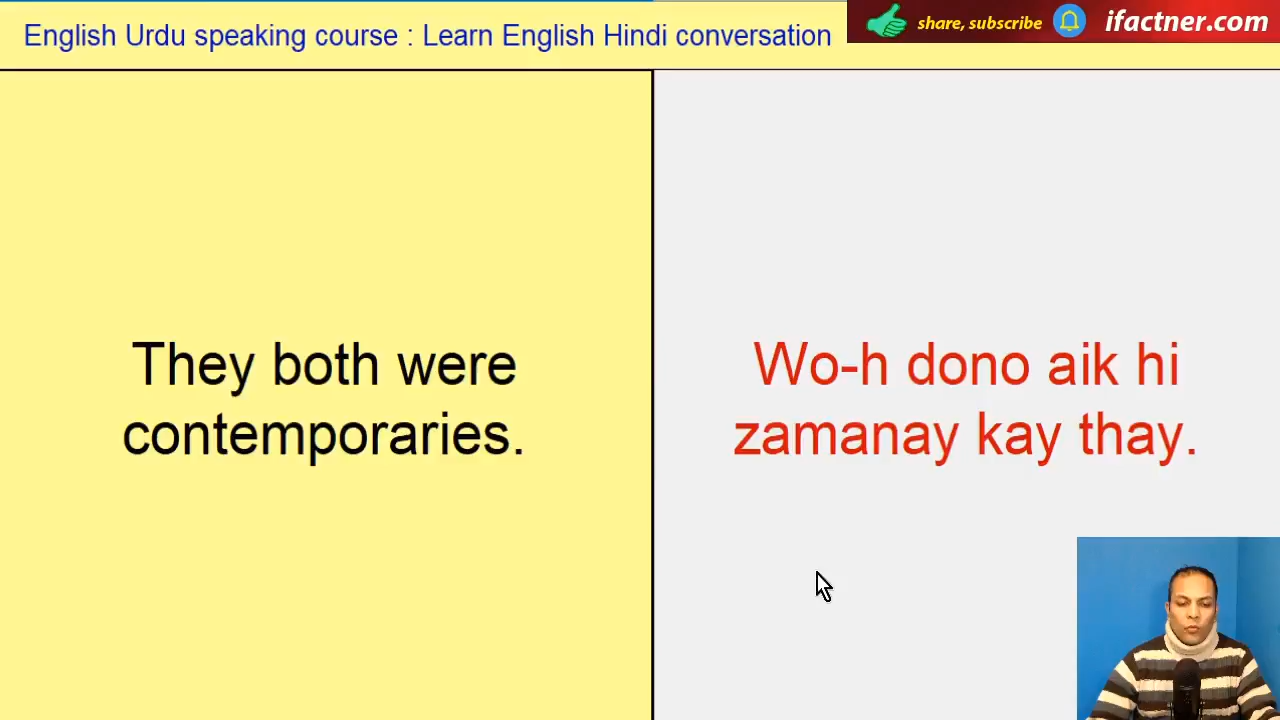 English Urdu speaking course : Learn English Hindi conversation
share, subscribe
ifactner.com
They both were
contemporaries.
Wo-h dono aik hi
zamanay kay thay.